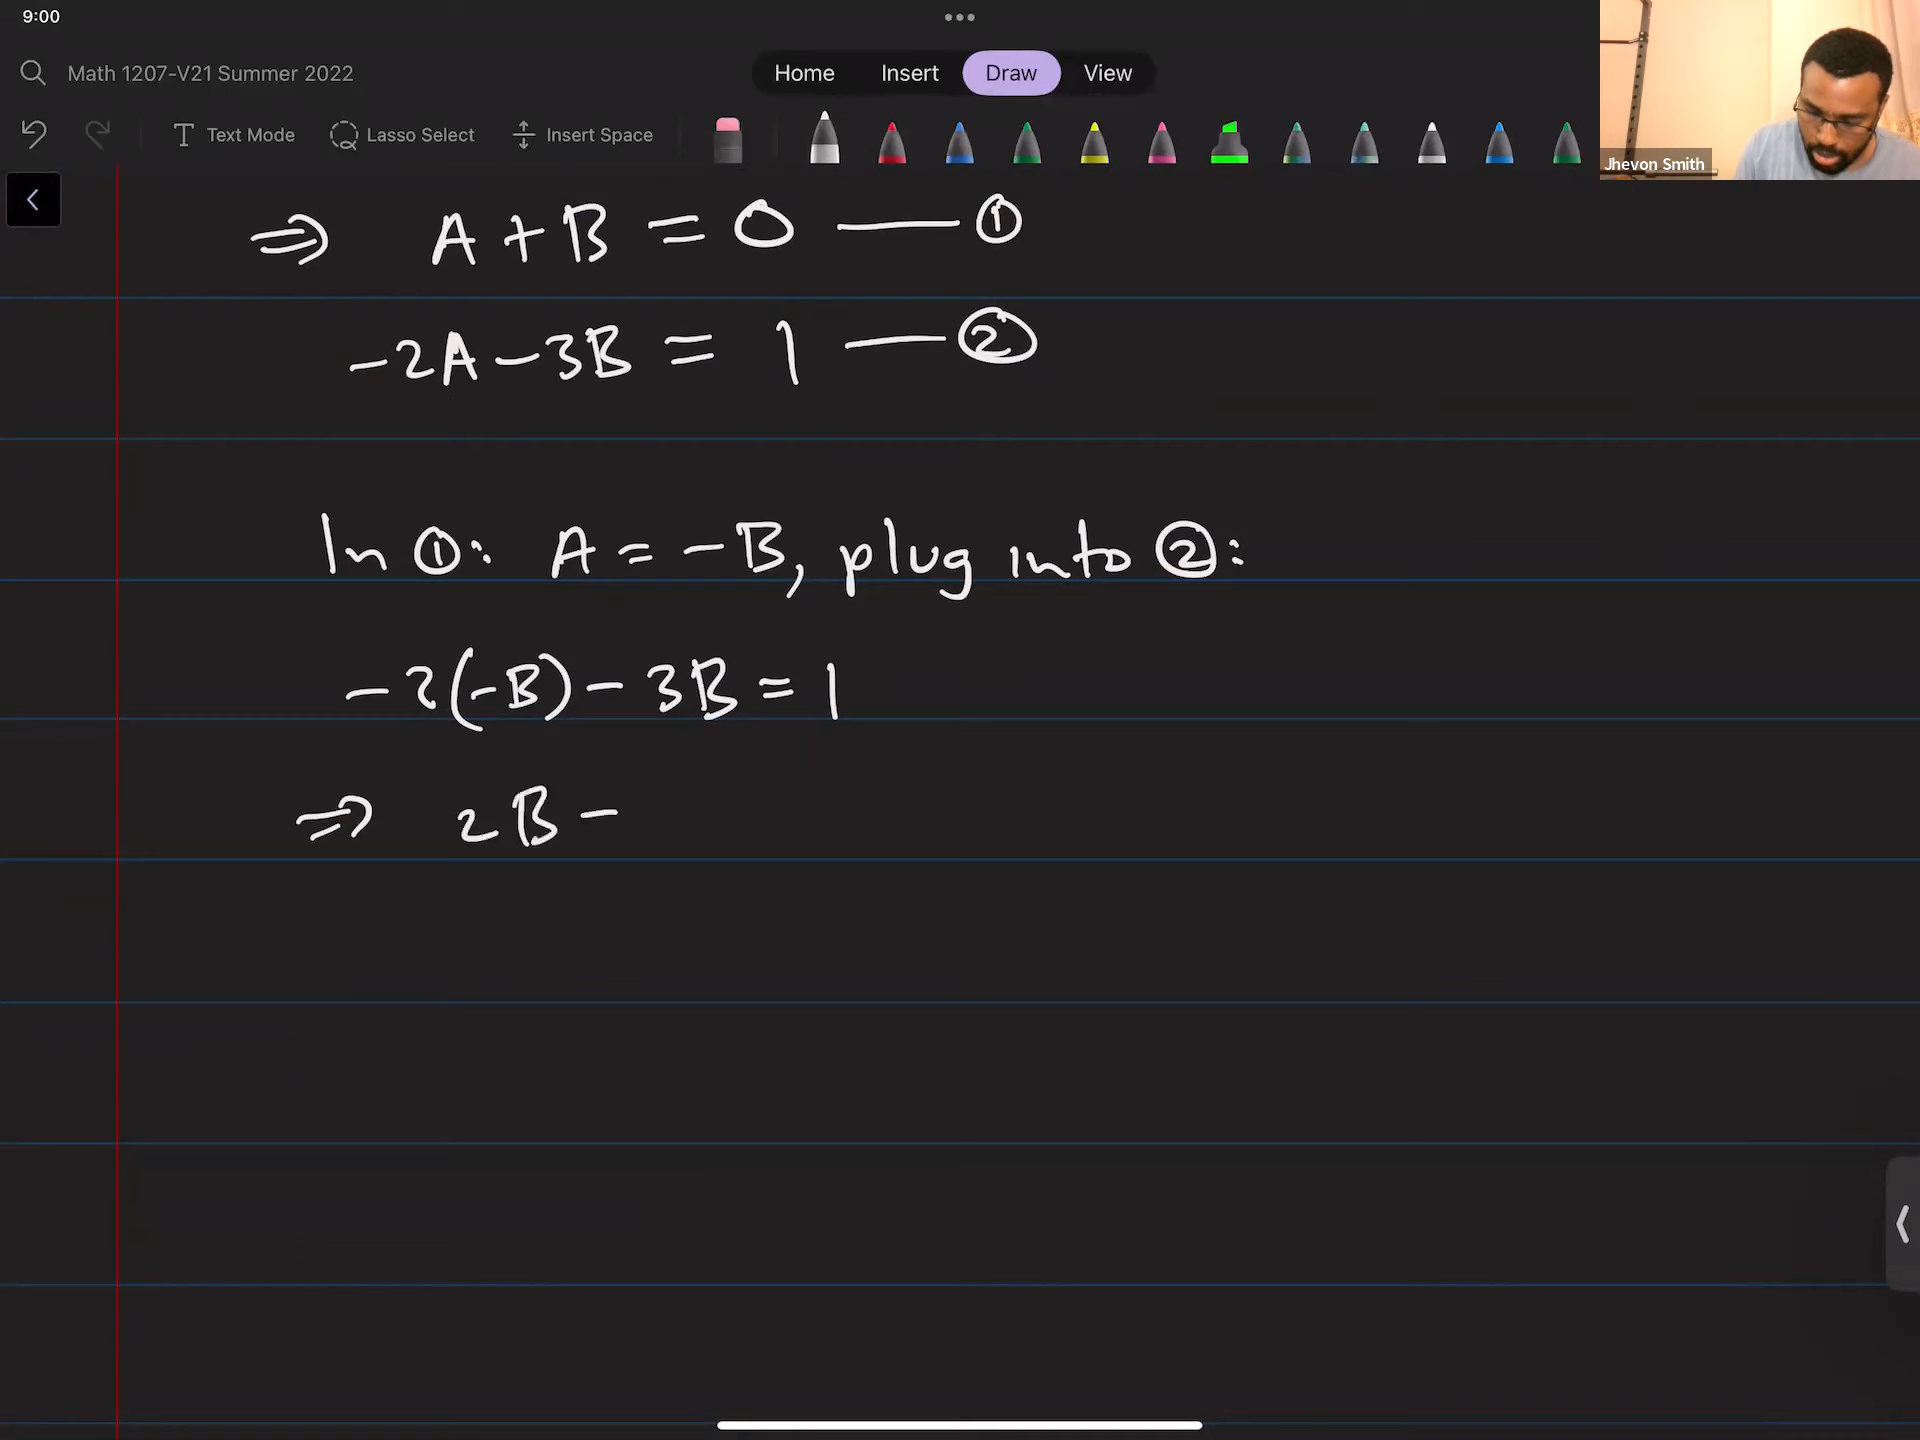 9:00
Math 1207-V21 Summer 2022
Home Insert Draw View
Text Mode Lasso Select Insert Space
Jhevon Smith
⇒ A + B = 0 — ①
-2A - 3B = 1 — ②
In ①: A = -B, plug into ②:
-2(-B) - 3B = 1
⇒ 2B -